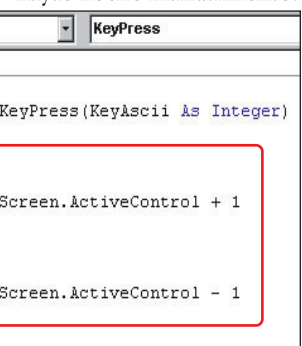 KeyPress
KeyPress(KeyAscii As Integer)
Screen.ActiveControl + 1
Screen.ActiveControl - 1